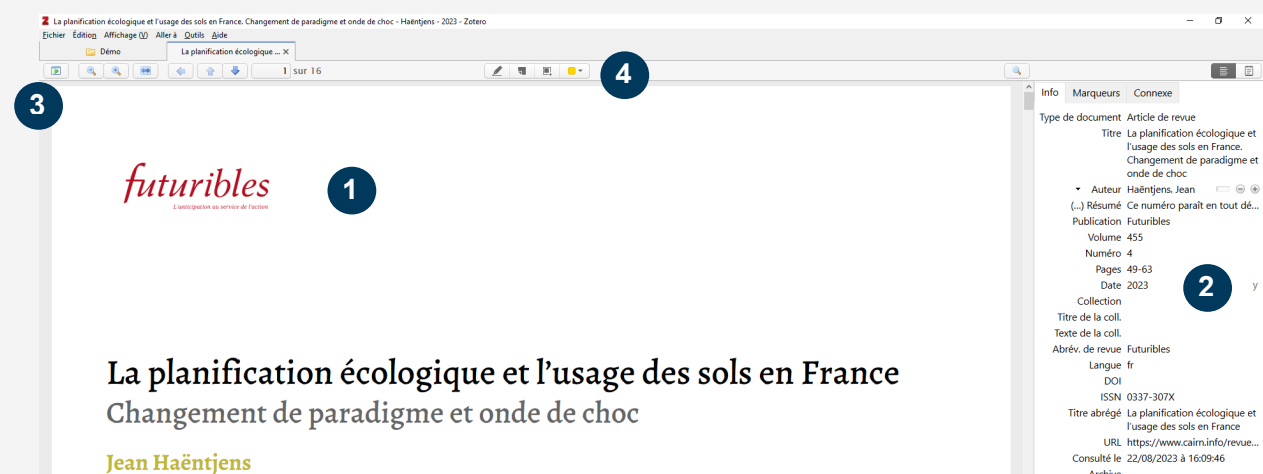 La planification écologique et l'usage des sols en France. Changement de paradigme et onde de choc - Haëntjens - 2023 - Zotero
Fichier Édition Affichage (V) Aller à Outils Aide
Démo
La planification écologique ... ×
1 sur 16
4
3
futuribles
L'anticipation au service de l'action
1
La planification écologique et l’usage des sols en France
Changement de paradigme et onde de choc
Jean Haëntjens
Info Marqueurs Connexe
Type de document Article de revue
Titre La planification écologique et
l'usage des sols en France.
Changement de paradigme et
onde de choc
Auteur Haëntjens, Jean
(...) Résumé Ce numéro paraît en tout dé...
Publication Futuribles
Volume 455
Numéro 4
Pages 49-63
Date 2023 y
2
Collection
Titre de la coll.
Texte de la coll.
Abrév. de revue Futuribles
Langue fr
DOI
ISSN 0337-307X
Titre abrégé La planification écologique et
l'usage des sols en France
URL https://www.cairn.info/revue...
Consulté le 22/08/2023 à 16:09:46
Archive